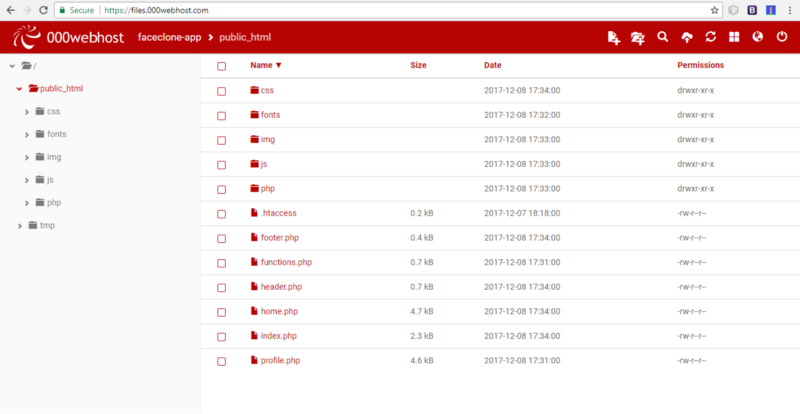 Secure | https://files.000webhost.com
000webhost faceclone-app > public_html
/
public_html
css
fonts
img
js
php
tmp
Name ▼ Size Date Permissions
css 2017-12-08 17:34:00 drwxr-xr-x
fonts 2017-12-08 17:32:00 drwxr-xr-x
img 2017-12-08 17:33:00 drwxr-xr-x
js 2017-12-08 17:33:00 drwxr-xr-x
php 2017-12-08 17:33:00 drwxr-xr-x
.htaccess 0.2 kB 2017-12-07 18:18:00 -rw-r--r--
footer.php 0.4 kB 2017-12-08 17:34:00 -rw-r--r--
functions.php 0.7 kB 2017-12-08 17:31:00 -rw-r--r--
header.php 0.7 kB 2017-12-08 17:34:00 -rw-r--r--
home.php 4.7 kB 2017-12-08 17:34:00 -rw-r--r--
index.php 2.3 kB 2017-12-08 17:34:00 -rw-r--r--
profile.php 4.6 kB 2017-12-08 17:31:00 -rw-r--r--